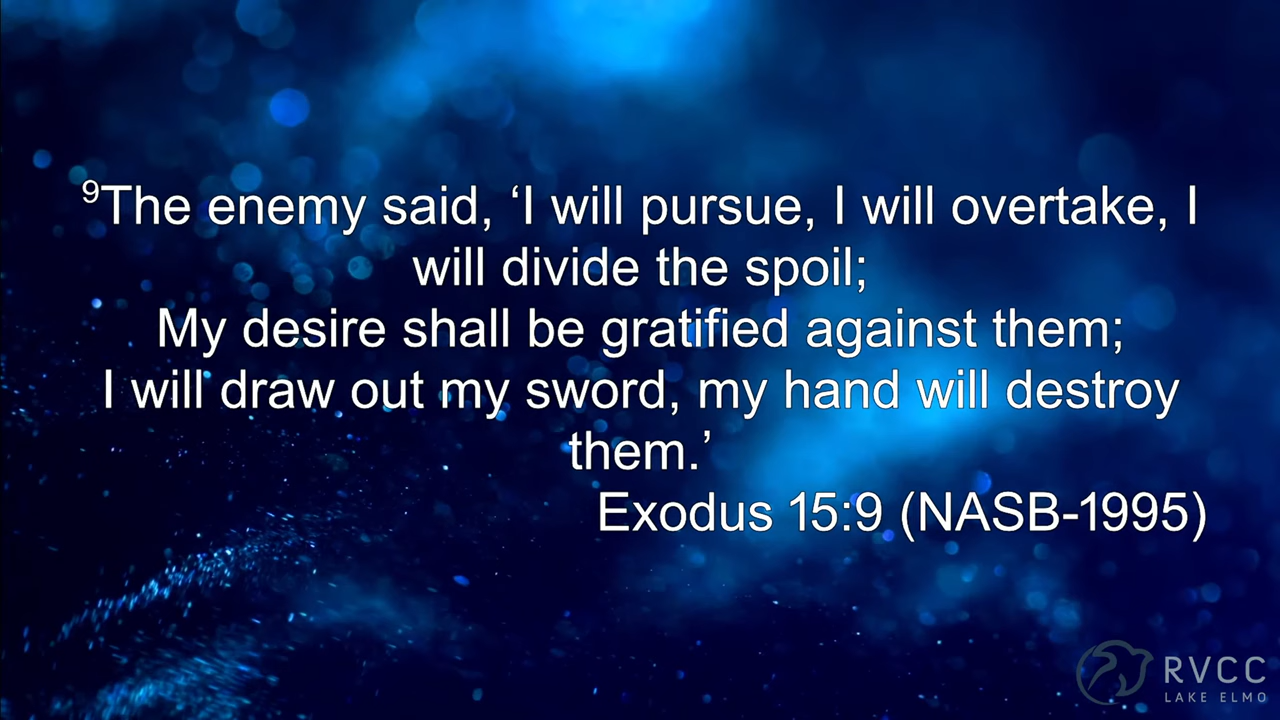 ⁹The enemy said, ‘I will pursue, I will overtake, I
will divide the spoil;
My desire shall be gratified against them;
I will draw out my sword, my hand will destroy
them.’
Exodus 15:9 (NASB-1995)
RVCC
LAKE ELMO